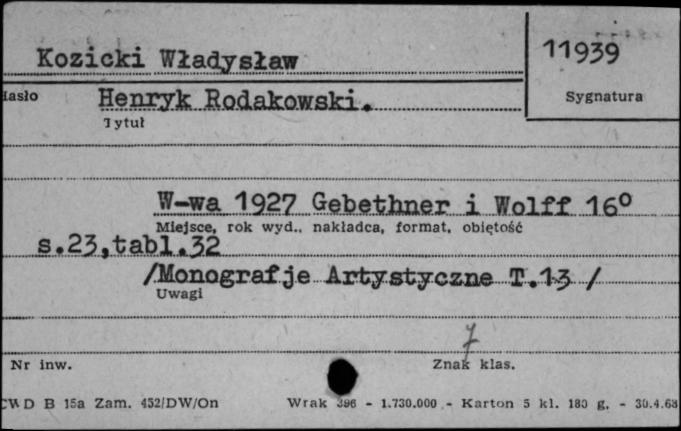 Kozicki Władysław
11939
Hasło
Henryk Rodakowski.
Sygnatura
Tytuł
W-wa 1927 Gebethner i Wolff 16°
Miejsce, rok wyd., nakładca, format, objętość
s.23, tabl.32
/Monografje Artystyczne T.13 /
Uwagi
7
Nr inw.
Znak klas.
CWD B 15a Zam. 452/DW/On Wrak 396 - 1.730.000 - Karton 5 kl. 180 g. - 30.4.63